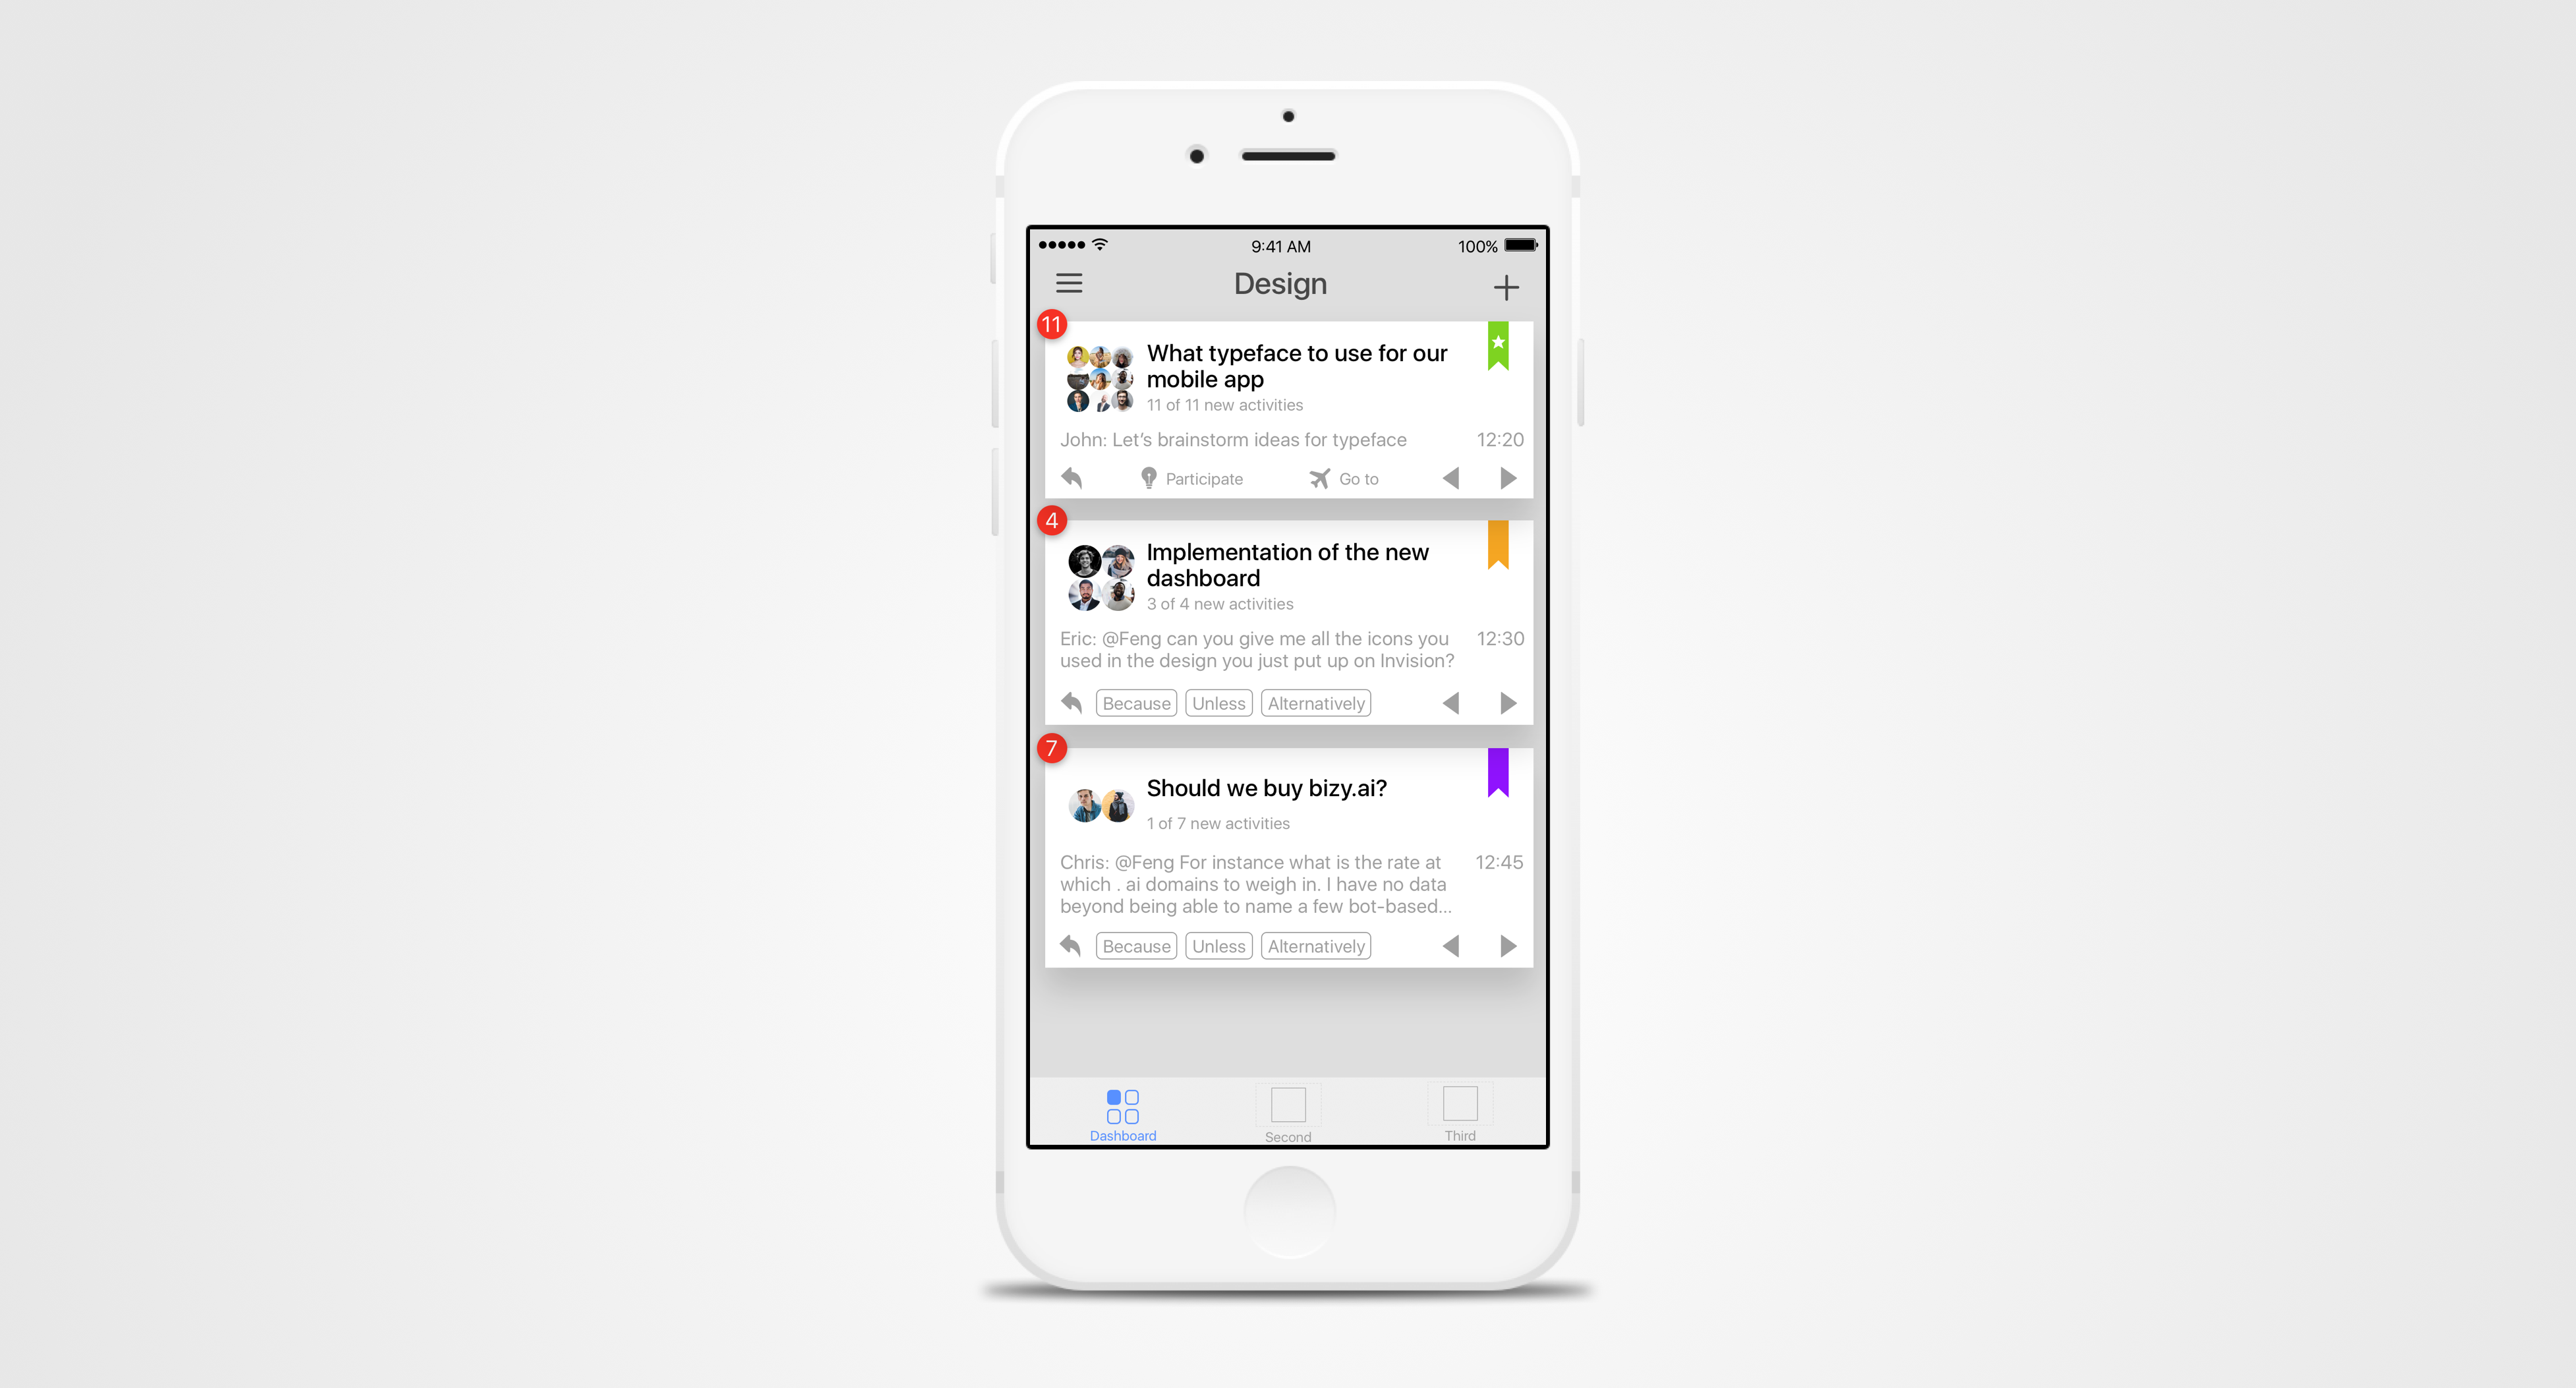 9:41 AM 100%
Design
11
What typeface to use for our
mobile app
11 of 11 new activities
John: Let’s brainstorm ideas for typeface 12:20
Participate Go to
4
Implementation of the new
dashboard
3 of 4 new activities
Eric: @Feng can you give me all the icons you 12:30
used in the design you just put up on Invision?
Because Unless Alternatively
7
Should we buy bizy.ai?
1 of 7 new activities
Chris: @Feng For instance what is the rate at 12:45
which . ai domains to weigh in. I have no data
beyond being able to name a few bot-based...
Because Unless Alternatively
Dashboard Second Third